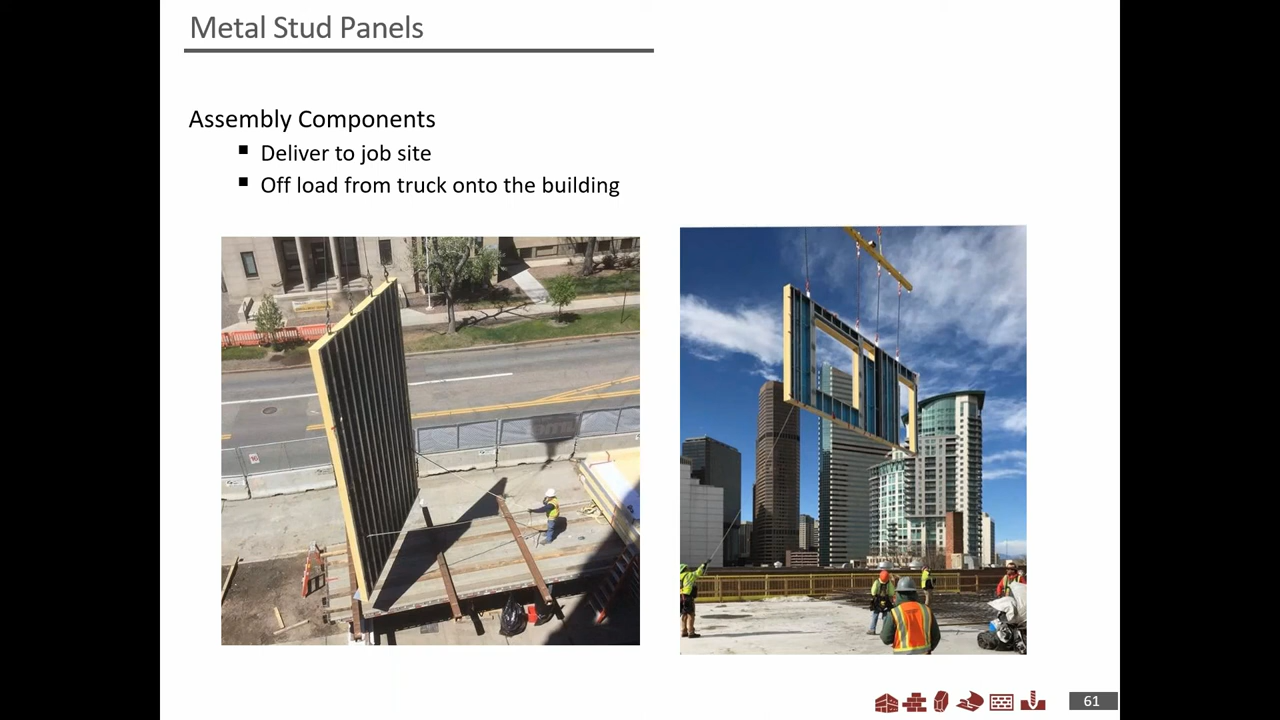 Metal Stud Panels
Assembly Components
Deliver to job site
Off load from truck onto the building
61